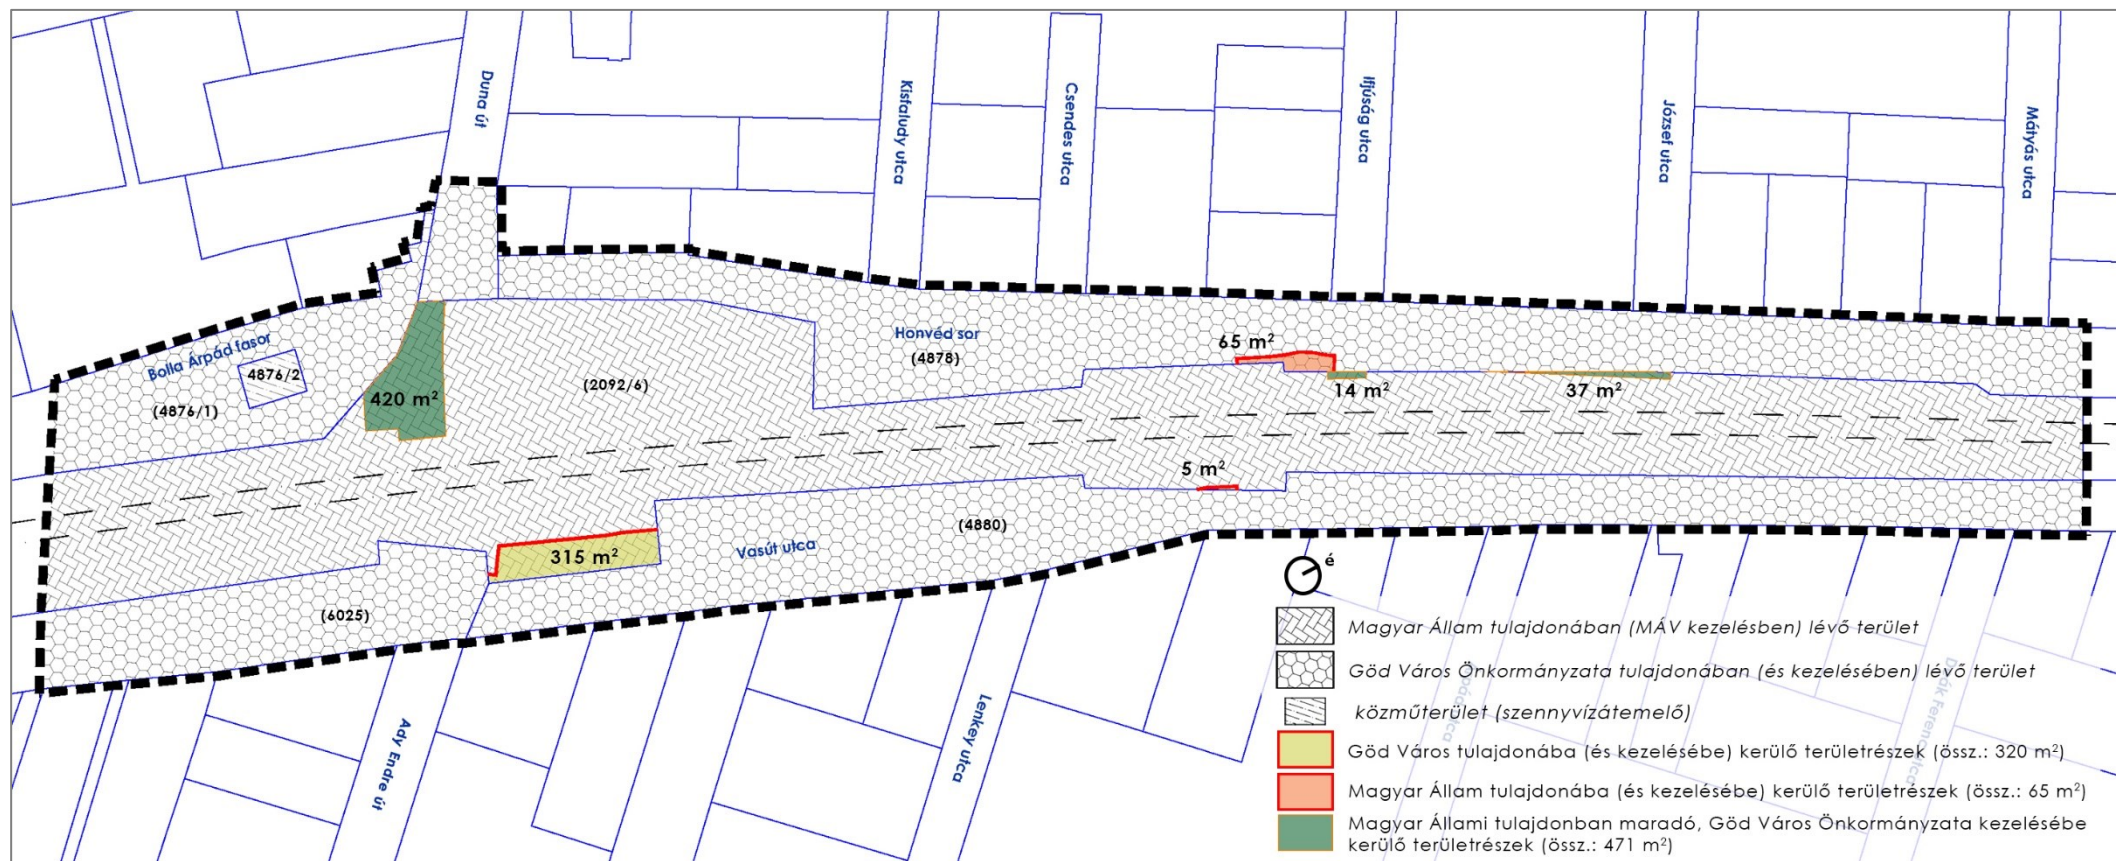 Duna út
Kisfaludy utca
Csendes utca
Ifjúság utca
József utca
Mátyás utca
Bolla Árpád fasor
4876/2
(4876/1)
420 m²
(2092/6)
Honvéd sor
(4878)
65 m²
14 m²
37 m²
5 m²
315 m²
Vasút utca
(4880)
(6025)
Ady Endre út
Lenkey utca
Deák Ferenc utca
é
Magyar Állam tulajdonában (MÁV kezelésben) lévő terület
Göd Város Önkormányzata tulajdonában (és kezelésében) lévő terület
közműterület (szennyvízátemelő)
Göd Város tulajdonába (és kezelésébe) kerülő területrészek (össz.: 320 m²)
Magyar Állam tulajdonába (és kezelésébe) kerülő területrészek (össz.: 65 m²)
Magyar Állami tulajdonban maradó, Göd Város Önkormányzata kezelésébe
kerülő területrészek (össz.: 471 m²)